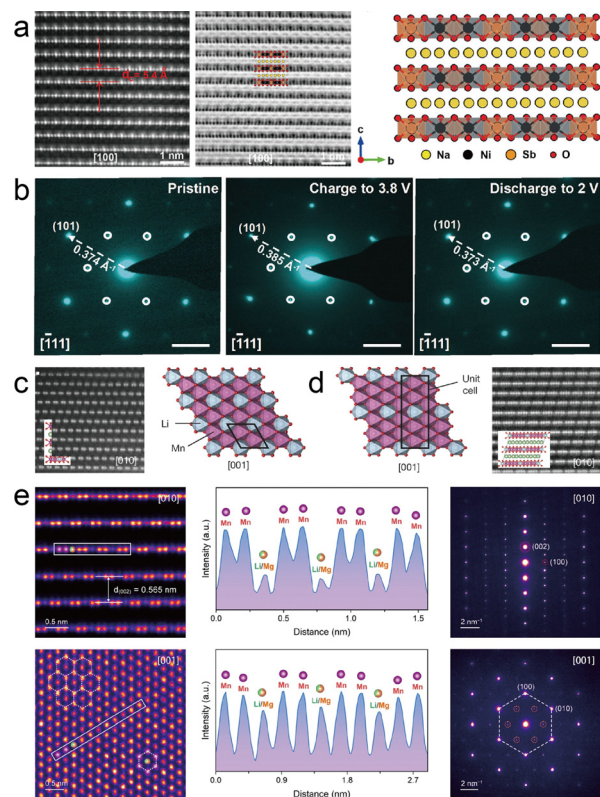 a
[100]
1 nm
[100]
1 nm
c
b
Na
Ni
Sb
O
b
Pristine
(101)
0.374 Å⁻¹
[1̄11]
Charge to 3.8 V
(101)
0.385 Å⁻¹
[1̄11]
Discharge to 2 V
(101)
0.373 Å⁻¹
[1̄11]
c
[010]
Li
Mn
[001]
d
Unit
cell
[001]
[010]
e
[010]
d(002) = 0.565 nm
0.5 nm
Intensity (a.u.)
Mn Mn Mn Mn Mn Mn
Li/Mg Li/Mg Li/Mg
0.0 0.5 1.0 1.5
Distance (nm)
[010]
(002)
(100)
2 nm⁻¹
[001]
0.5 nm
Intensity (a.u.)
Mn Mn Mn Mn Mn Mn Mn
Li/Mg Li/Mg Li/Mg
0.0 0.9 1.8 2.7
Distance (nm)
[001]
(100)
(010)
2 nm⁻¹